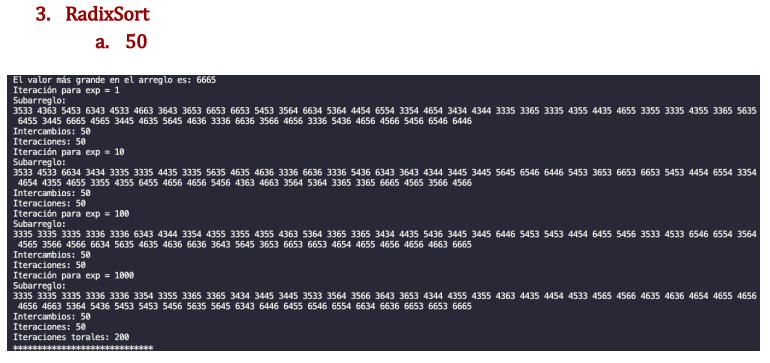 3. RadixSort
a. 50
El valor más grande en el arreglo es: 6665
Iteración para exp = 1
Subarreglo:
3533 4363 5453 6343 4533 4663 3643 3653 6653 6653 5453 3564 6634 5364 4454 6554 3354 4654 3434 4344 3335 3365 3335 4355 4435 4655 3355 3335 4355 3365 5635
6455 3445 6665 4565 3445 4635 5645 4636 3336 6636 3566 4656 3336 5436 4656 4566 5456 6546 6446
Intercambios: 50
Iteraciones: 50
Iteración para exp = 10
Subarreglo:
3533 4533 6634 3434 3335 3335 4435 3335 5635 4635 4636 3336 6636 3336 5436 6343 3643 4344 3445 3445 5645 6546 6446 5453 3653 6653 6653 5453 4454 6554 3354
4654 4355 4655 3355 4355 6455 4656 4656 5456 4363 4663 3564 5364 3365 3365 6665 4565 3566 4566
Intercambios: 50
Iteraciones: 50
Iteración para exp = 100
Subarreglo:
3335 3335 3335 3336 3336 6343 4344 3354 4355 3355 4355 4363 5364 3365 3365 3434 4435 5436 3445 3445 6446 5453 5453 4454 6455 5456 3533 4533 6546 6554 3564
4565 3566 4566 6634 5635 4635 4636 6636 3643 5645 3653 6653 6653 4654 4655 4656 4656 4663 6665
Intercambios: 50
Iteraciones: 50
Iteración para exp = 1000
Subarreglo:
3335 3335 3335 3336 3336 3354 3355 3365 3365 3434 3445 3445 3533 3564 3566 3643 3653 4344 4355 4355 4363 4435 4454 4533 4565 4566 4635 4636 4654 4655 4656
4656 4663 5364 5436 5453 5453 5456 5635 5645 6343 6446 6455 6546 6554 6634 6636 6653 6653 6665
Intercambios: 50
Iteraciones: 50
Iteraciones torales: 200
****************************